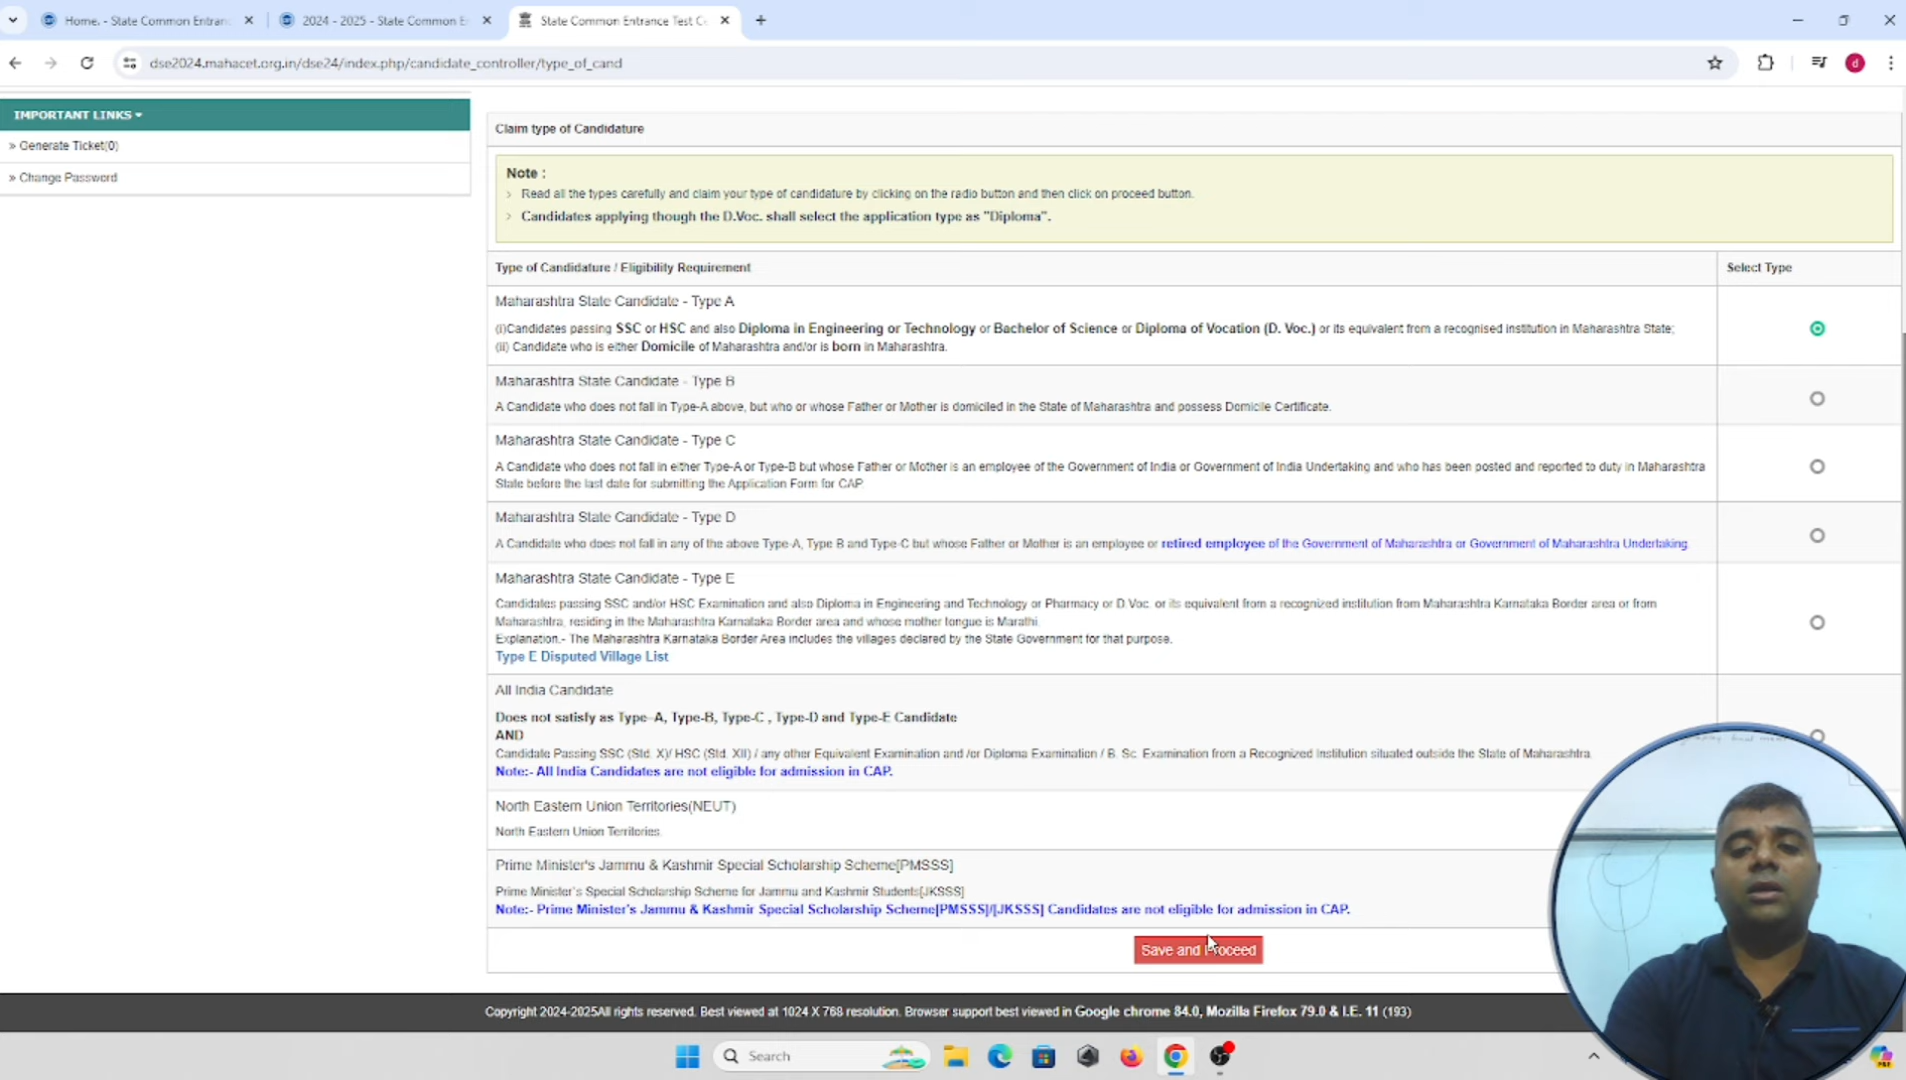 Home. - State Common Entran
2024 - 2025 - State Common E
State Common Entrance Test C
dse2024.mahacet.org.in/dse24/index.php/candidate_controller/type_of_cand
d
IMPORTANT LINKS
» Generate Ticket(0)
» Change Password
Claim type of Candidature
Note :
Read all the types carefully and claim your type of candidature by clicking on the radio button and then click on proceed button.
Candidates applying though the D.Voc. shall select the application type as "Diploma".
Type of Candidature / Eligibility Requirement
Select Type
Maharashtra State Candidate - Type A
(i)Candidates passing SSC or HSC and also Diploma in Engineering or Technology or Bachelor of Science or Diploma of Vocation (D. Voc.) or its equivalent from a recognised institution in Maharashtra State;
(ii) Candidate who is either Domicile of Maharashtra and/or is born in Maharashtra.
Maharashtra State Candidate - Type B
A Candidate who does not fall in Type-A above, but who or whose Father or Mother is domiciled in the State of Maharashtra and possess Domicile Certificate.
Maharashtra State Candidate - Type C
A Candidate who does not fall in either Type-A or Type-B but whose Father or Mother is an employee of the Government of India or Government of India Undertaking and who has been posted and reported to duty in Maharashtra
State before the last date for submitting the Application Form for CAP.
Maharashtra State Candidate - Type D
A Candidate who does not fall in any of the above Type-A, Type B and Type-C but whose Father or Mother is an employee or retired employee of the Government of Maharashtra or Government of Maharashtra Undertaking.
Maharashtra State Candidate - Type E
Candidates passing SSC and/or HSC Examination and also Diploma in Engineering and Technology or Pharmacy or D.Voc. or its equivalent from a recognized institution from Maharashtra Karnataka Border area or from
Maharashtra, residing in the Maharashtra Karnataka Border area and whose mother tongue is Marathi.
Explanation.- The Maharashtra Karnataka Border Area includes the villages declared by the State Government for that purpose.
Type E Disputed Village List
All India Candidate
Does not satisfy as Type-A, Type-B, Type-C , Type-D and Type-E Candidate
AND
Candidate Passing SSC (Std. X)/ HSC (Std. XII) / any other Equivalent Examination and /or Diploma Examination / B. Sc. Examination from a Recognized Institution situated outside the State of Maharashtra.
Note:- All India Candidates are not eligible for admission in CAP.
North Eastern Union Territories(NEUT)
North Eastern Union Territories.
Prime Minister's Jammu & Kashmir Special Scholarship Scheme[PMSSS]
Prime Minister's Special Scholarship Scheme for Jammu and Kashmir Students[JKSSS]
Note:- Prime Minister's Jammu & Kashmir Special Scholarship Scheme[PMSSS]/[JKSSS] Candidates are not eligible for admission in CAP.
Save and Proceed
Copyright 2024-2025All rights reserved. Best viewed at 1024 X 768 resolution. Browser support best viewed in Google chrome 84.0, Mozilla Firefox 79.0 & I.E. 11 (193)
Search